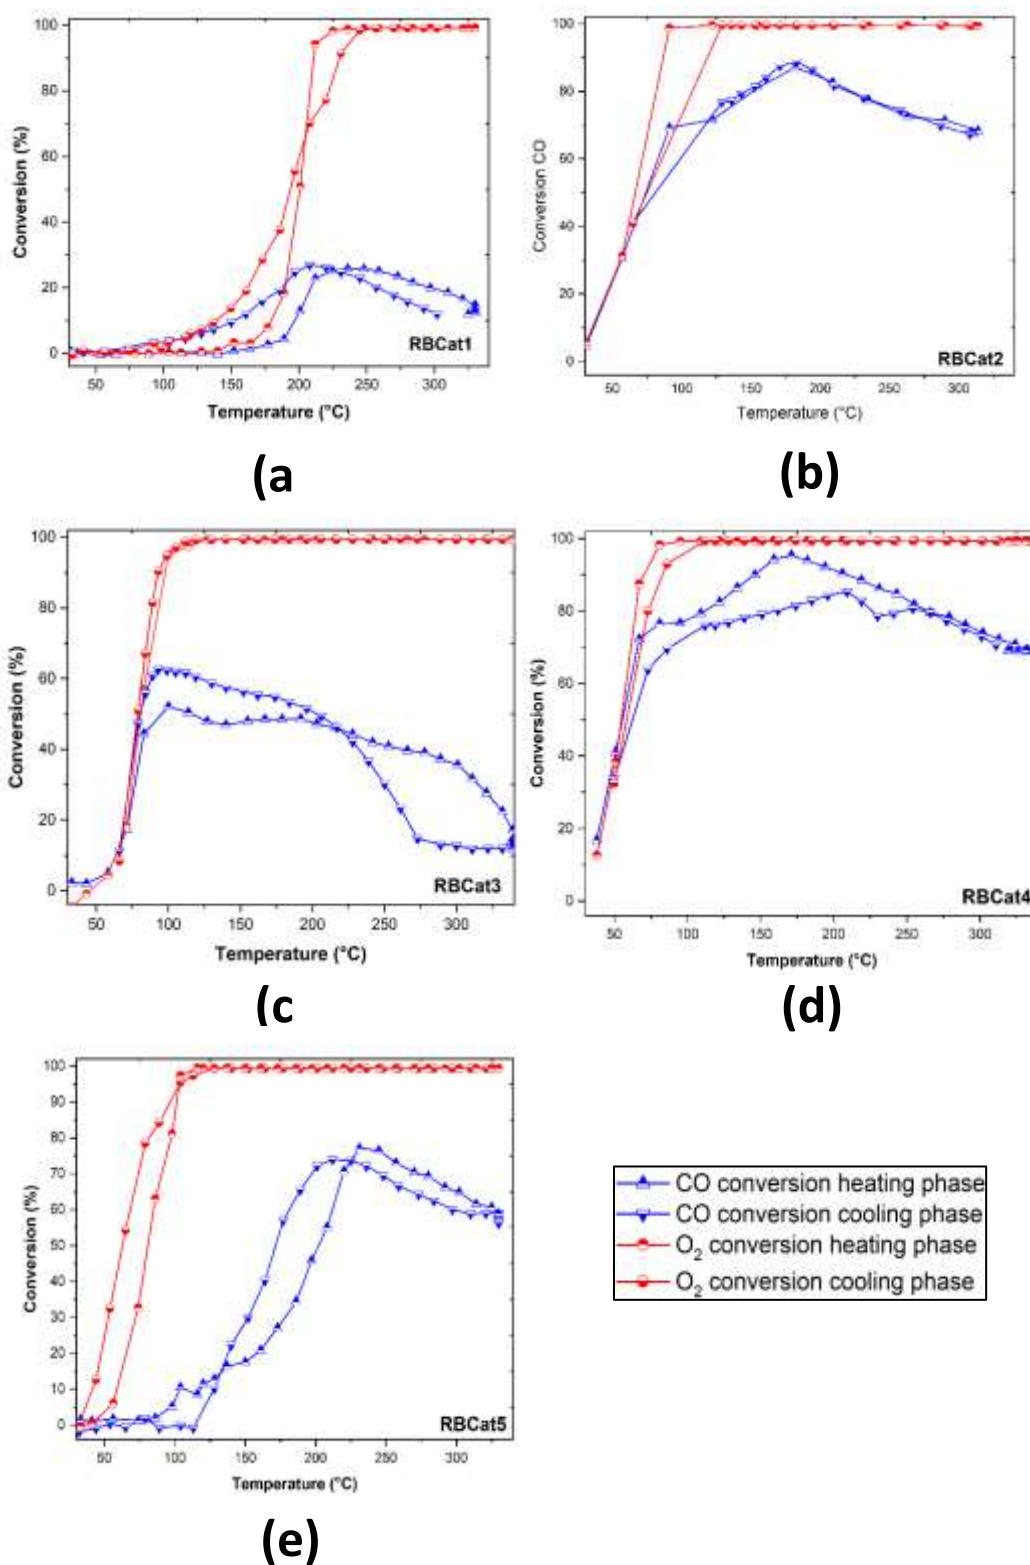 100
80
60
40
20
0
Conversion (%)
RBCat1
50 100 150 200 250 300
Temperature (°C)
(a
100
80
60
40
20
0
Conversion CO
RBCat2
50 100 150 200 250 300
Temperature (°C)
(b)
100
80
60
40
20
0
Conversion (%)
RBCat3
50 100 150 200 250 300
Temperature (°C)
(c
100
80
60
40
20
0
Conversion (%)
RBCat4
50 100 150 200 250 300
Temperature (°C)
(d)
100
90
80
70
60
50
40
30
20
10
0
Conversion (%)
RBCat5
50 100 150 200 250 300
Temperature (°C)
(e)
CO conversion heating phase
CO conversion cooling phase
O₂ conversion heating phase
O₂ conversion cooling phase